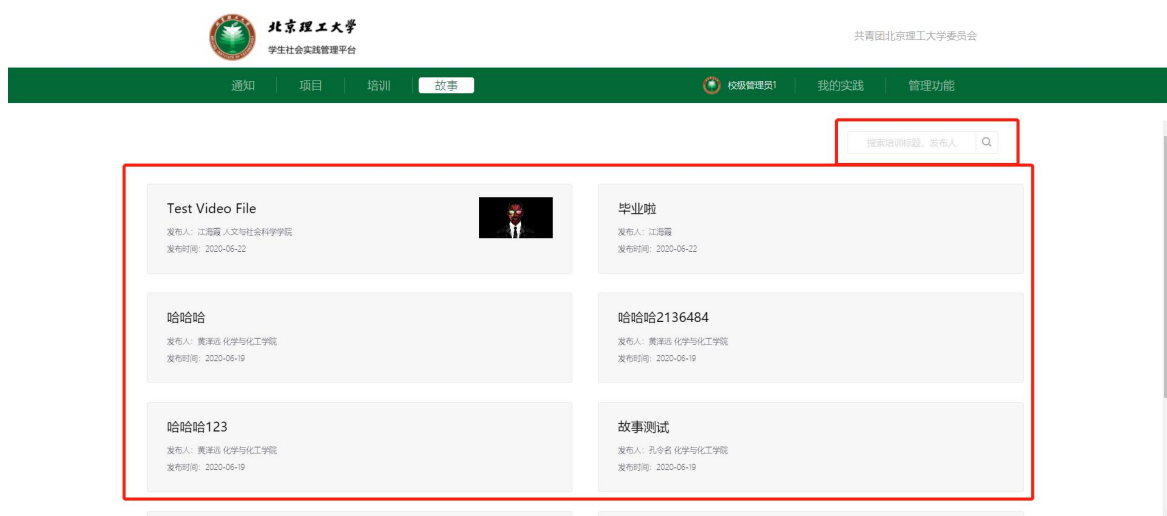 北京理工大学
学生社会实践管理平台
共青团北京理工大学委员会
通知 项目 培训 故事 校级管理员1 我的实践 管理功能
搜索培训标题、发布人
Test Video File
发布人：江海霞 人文与社会科学学院
发布时间：2020-06-22
毕业啦
发布人：江海霞
发布时间：2020-06-22
哈哈哈
发布人：黄泽远 化学与化工学院
发布时间：2020-06-19
哈哈哈2136484
发布人：黄泽远 化学与化工学院
发布时间：2020-06-19
哈哈哈123
发布人：黄泽远 化学与化工学院
发布时间：2020-06-19
故事测试
发布人：孔令名 化学与化工学院
发布时间：2020-06-19